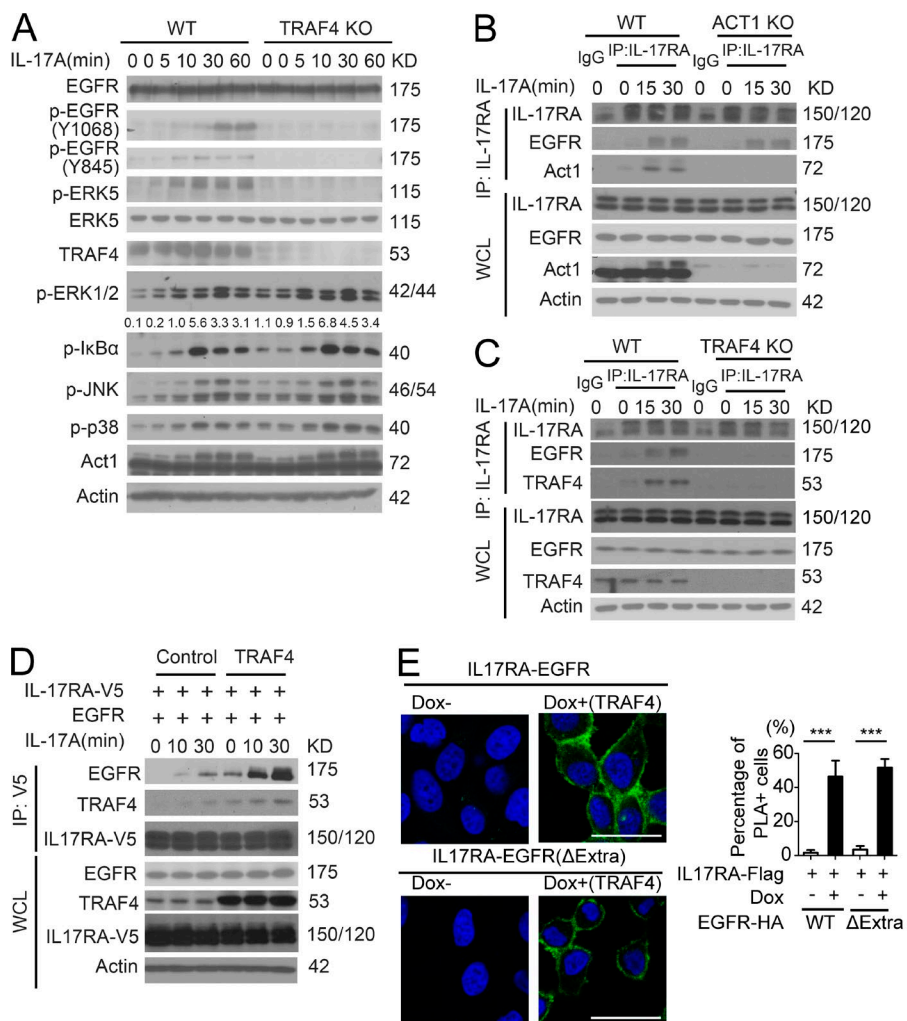 A
WT TRAF4 KO
IL-17A(min) 0 0 5 10 30 60 0 0 5 10 30 60 KD
EGFR 175
p-EGFR
(Y1068) 175
p-EGFR
(Y845) 175
p-ERK5 115
ERK5 115
TRAF4 53
p-ERK1/2 42/44
0.1 0.2 1.0 5.6 3.3 3.1 1.1 0.9 1.5 6.8 4.5 3.4
p-IκBα 40
p-JNK 46/54
p-p38 40
Act1 72
Actin 42
B
WT ACT1 KO
IgG IP:IL-17RA IgG IP:IL-17RA
IL-17A(min) 0 0 15 30 0 0 15 30 KD
IP: IL-17RA
IL-17RA 150/120
EGFR 175
Act1 72
WCL
IL-17RA 150/120
EGFR 175
Act1 72
Actin 42
C
WT TRAF4 KO
IgG IP:IL-17RA IgG IP:IL-17RA
IL-17A(min) 0 0 15 30 0 0 15 30 KD
IP: IL-17RA
IL-17RA 150/120
EGFR 175
TRAF4 53
WCL
IL-17RA 150/120
EGFR 175
TRAF4 53
Actin 42
D
Control TRAF4
IL-17RA-V5 + + + + + +
EGFR + + + + + +
IL-17A(min) 0 10 30 0 10 30 KD
IP: V5
EGFR 175
TRAF4 53
IL17RA-V5 150/120
WCL
EGFR 175
TRAF4 53
IL17RA-V5 150/120
Actin 42
E
IL17RA-EGFR
Dox- Dox+(TRAF4)
IL17RA-EGFR(ΔExtra)
Dox- Dox+(TRAF4)
(%)
Percentage of
PLA+ cells
60
40
20
0
*** ***
IL17RA-Flag + + + +
Dox - + - +
EGFR-HA WT ΔExtra